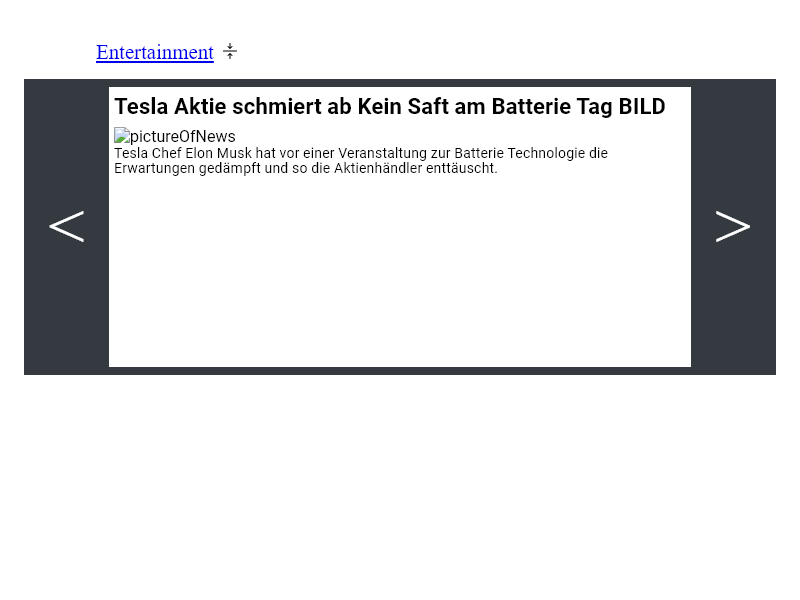 Entertainment
Tesla Aktie schmiert ab Kein Saft am Batterie Tag BILD
pictureOfNews
Tesla Chef Elon Musk hat vor einer Veranstaltung zur Batterie Technologie die
Erwartungen gedämpft und so die Aktienhändler enttäuscht.
< >